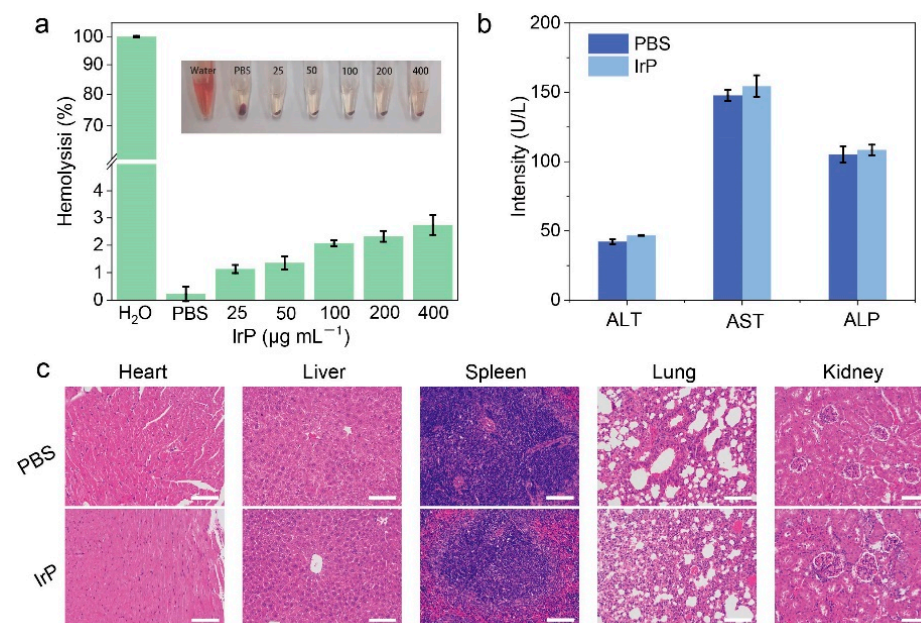 a
Hemolysisi (%)
100
90
80
70
4
3
2
1
0
Water PBS 25 50 100 200 400
H₂O PBS 25 50 100 200 400
IrP (μg mL⁻¹)
b
Intensity (U/L)
200
150
100
50
0
PBS
IrP
ALT AST ALP
c
Heart Liver Spleen Lung Kidney
PBS
IrP